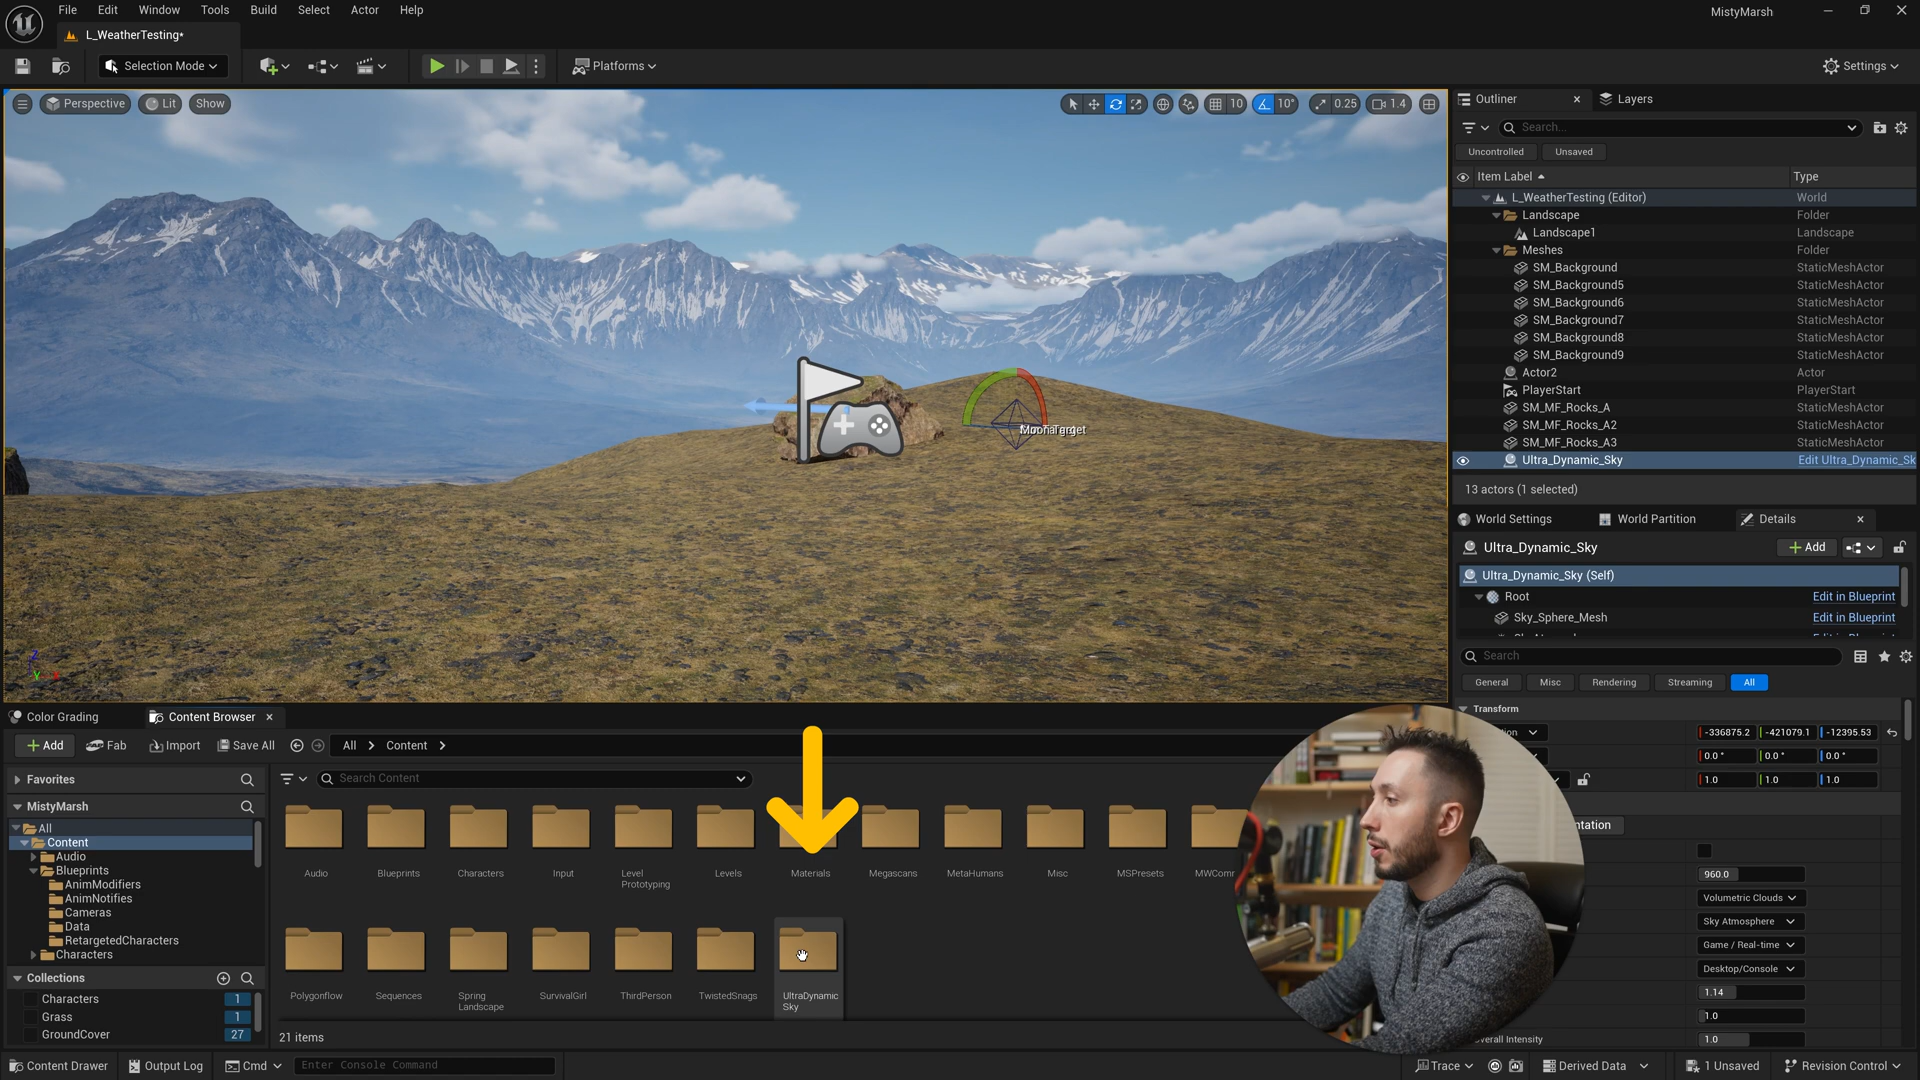 File Edit Window Tools Build Select Actor Help
MistyMarsh
L_WeatherTesting*
Selection Mode
Platforms
Settings
Perspective Lit Show
10 10° 0.25 1.4
Outliner Layers
Search...
Uncontrolled Unsaved
Item Label Type
L_WeatherTesting (Editor) World
Landscape Folder
Landscape1 Landscape
Meshes Folder
SM_Background StaticMeshActor
SM_Background5 StaticMeshActor
SM_Background6 StaticMeshActor
SM_Background7 StaticMeshActor
SM_Background8 StaticMeshActor
SM_Background9 StaticMeshActor
Actor2 Actor
PlayerStart PlayerStart
SM_MF_Rocks_A StaticMeshActor
SM_MF_Rocks_A2 StaticMeshActor
SM_MF_Rocks_A3 StaticMeshActor
Ultra_Dynamic_Sky Edit Ultra_Dynamic_Sk
13 actors (1 selected)
World Settings World Partition Details
Ultra_Dynamic_Sky
Add
Ultra_Dynamic_Sky (Self)
Root Edit in Blueprint
Sky_Sphere_Mesh Edit in Blueprint
Search
General Misc Rendering Streaming All
Transform
-336875.2 -421079.1 -12395.53
0.0° 0.0° 0.0°
1.0 1.0 1.0
960.0
Volumetric Clouds
Sky Atmosphere
Game / Real-time
Desktop/Console
1.14
1.0
Overall Intensity 1.0
Color Grading Content Browser
Add Fab Import Save All All Content
Favorites
MistyMarsh
All
Content
Audio
Blueprints
AnimModifiers
AnimNotifies
Cameras
Data
RetargetedCharacters
Characters
Collections
Characters 1
Grass 1
GroundCover 27
Search Content
Audio Blueprints Characters Input Level Prototyping Levels Materials Megascans MetaHumans Misc MSPresets
Polygonflow Sequences Spring Landscape SurvivalGirl ThirdPerson TwistedSnags UltraDynamic Sky
21 items
Content Drawer Output Log Cmd Enter Console Command
Trace Derived Data 1 Unsaved Revision Control